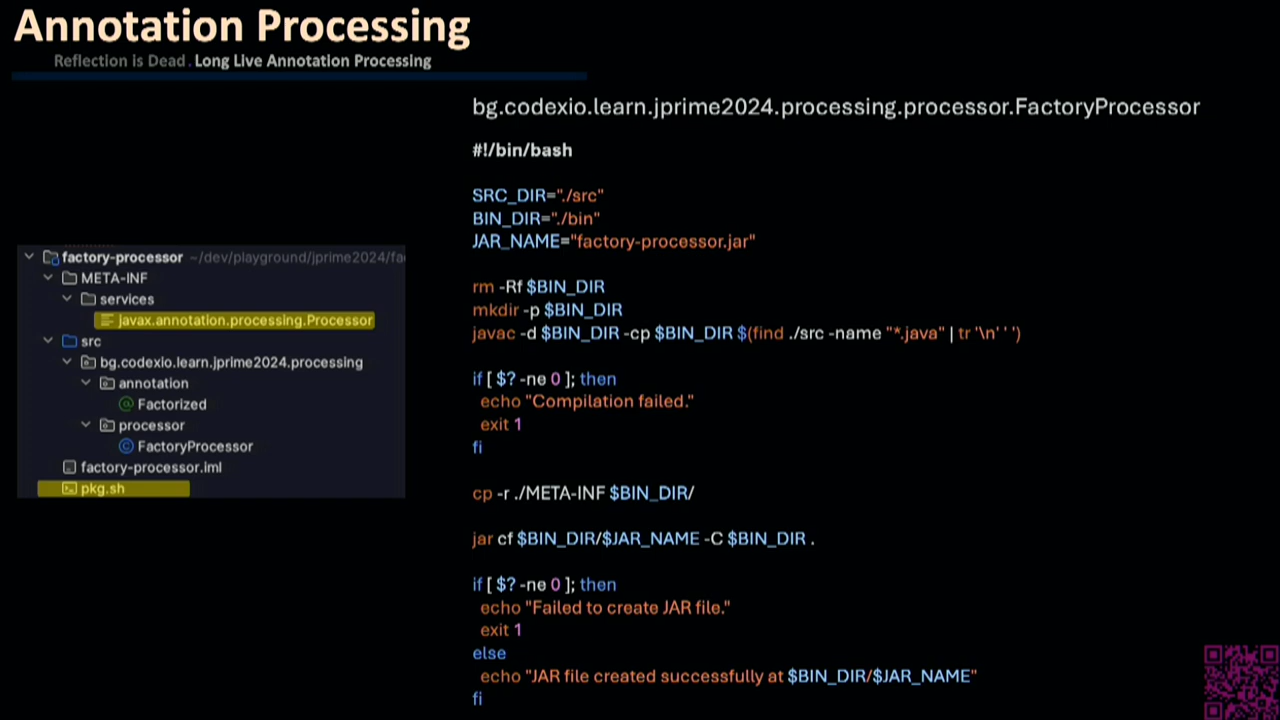 Annotation Processing
Reflection is Dead. Long Live Annotation Processing
bg.codexio.learn.jprime2024.processing.processor.FactoryProcessor
#!/bin/bash
SRC_DIR="./src"
BIN_DIR="./bin"
JAR_NAME="factory-processor.jar"
rm -Rf $BIN_DIR
mkdir -p $BIN_DIR
javac -d $BIN_DIR -cp $BIN_DIR $(find ./src -name "*.java" | tr '\n' ' ')
if [ $? -ne 0 ]; then
echo "Compilation failed."
exit 1
fi
cp -r ./META-INF $BIN_DIR/
jar cf $BIN_DIR/$JAR_NAME -C $BIN_DIR .
if [ $? -ne 0 ]; then
echo "Failed to create JAR file."
exit 1
else
echo "JAR file created successfully at $BIN_DIR/$JAR_NAME"
fi
factory-processor ~/dev/playground/jprime2024/fa
META-INF
services
javax.annotation.processing.Processor
src
bg.codexio.learn.jprime2024.processing
annotation
Factorized
processor
FactoryProcessor
factory-processor.iml
pkg.sh